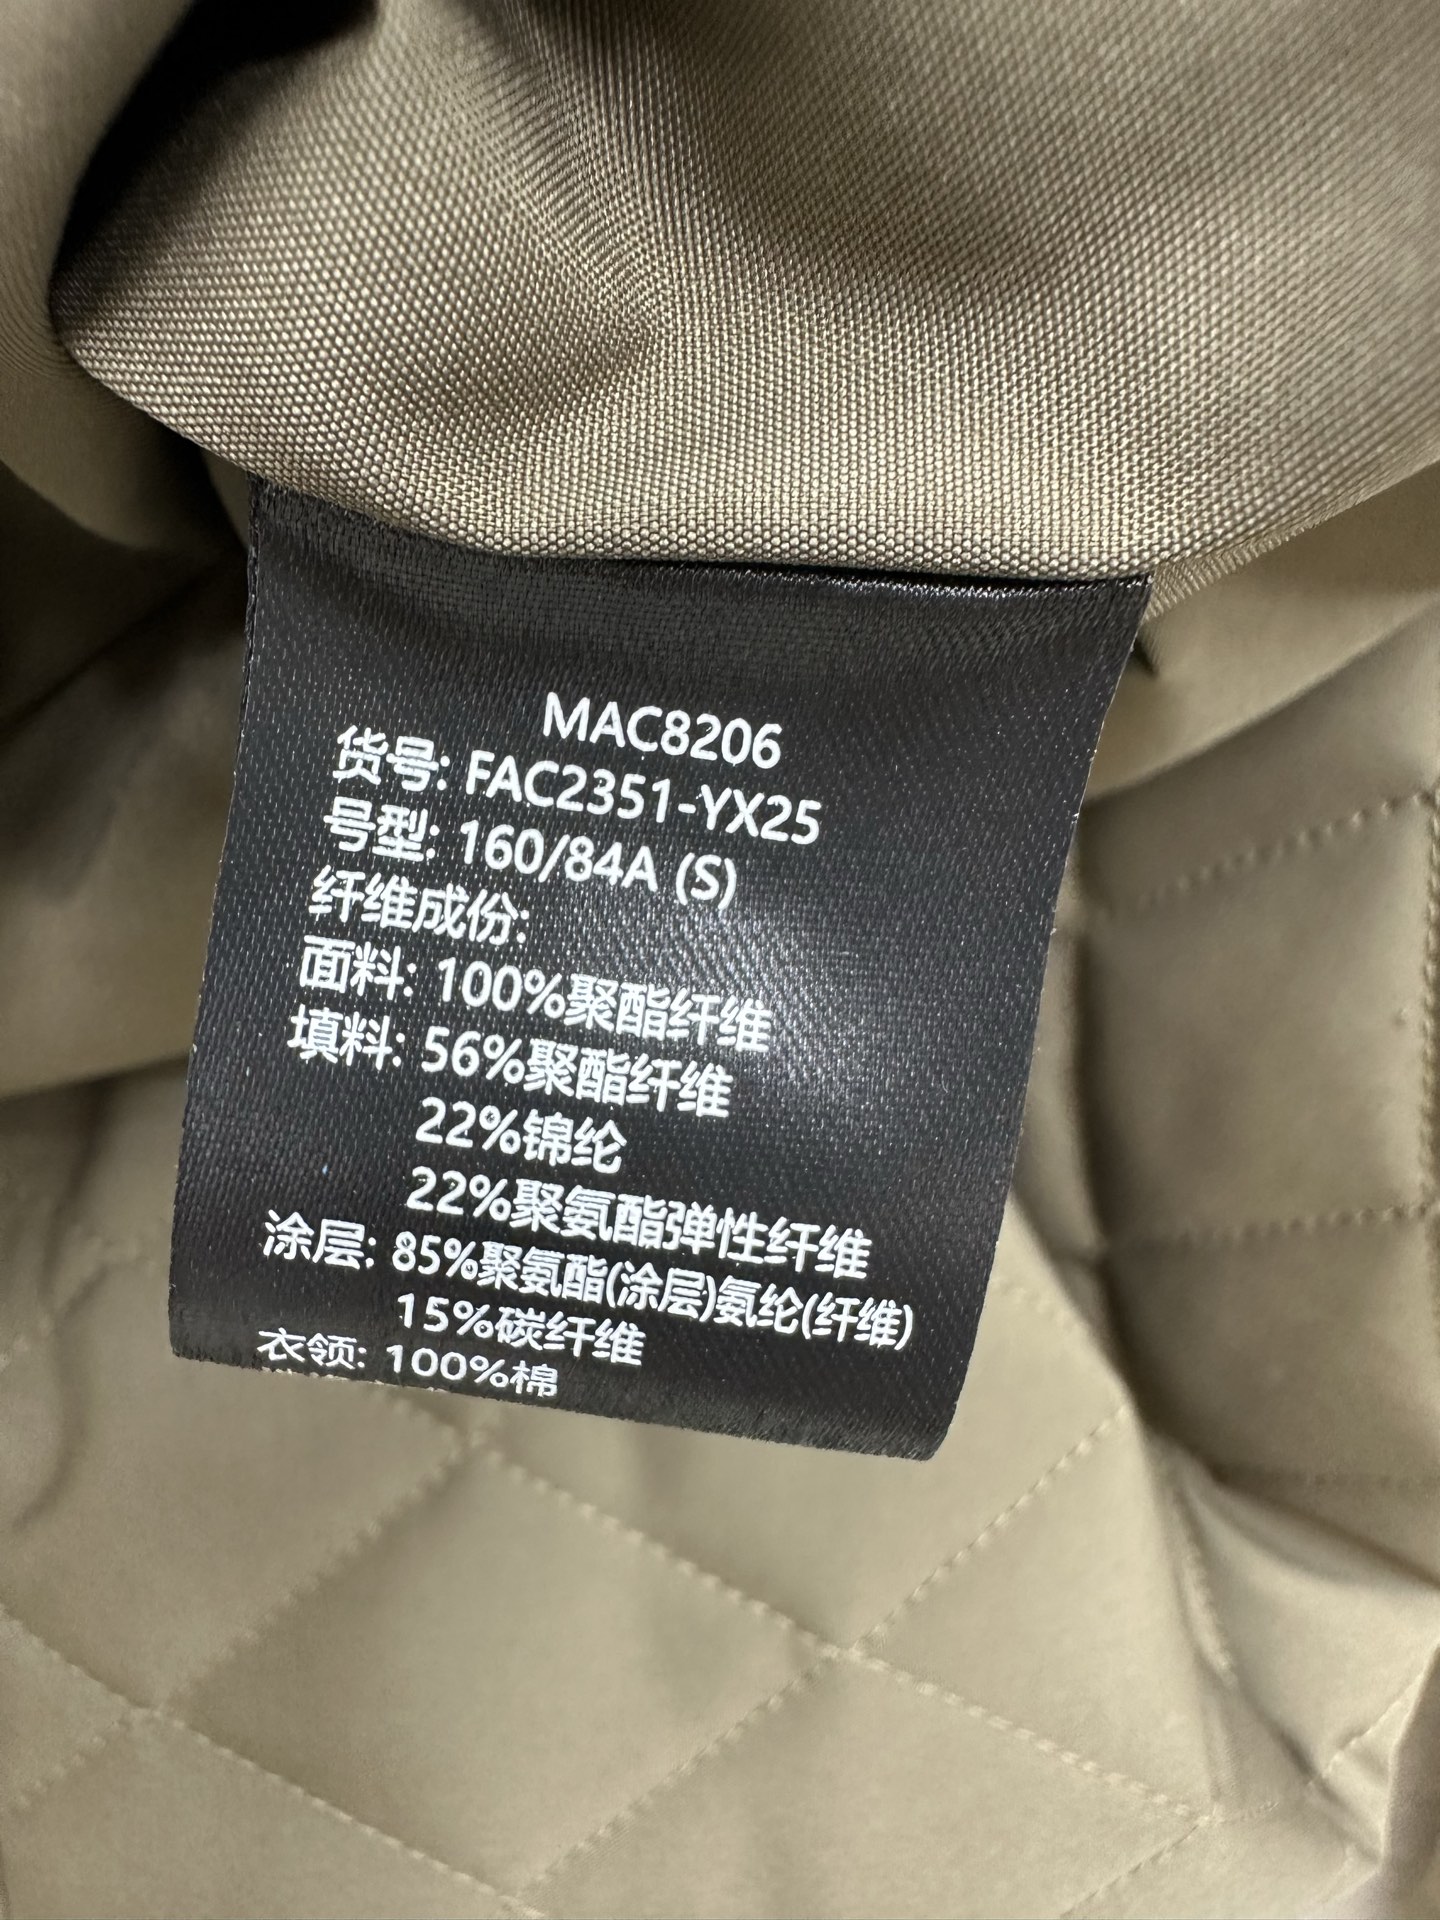 MAC8206
货号: FAC2351-YX25
号型: 160/84A (S)
纤维成份:
面料: 100%聚酯纤维
填料: 56%聚酯纤维
22%锦纶
22%聚氨酯弹性纤维
涂层: 85%聚氨酯(涂层)氨纶(纤维)
15%碳纤维
衣领: 100%棉